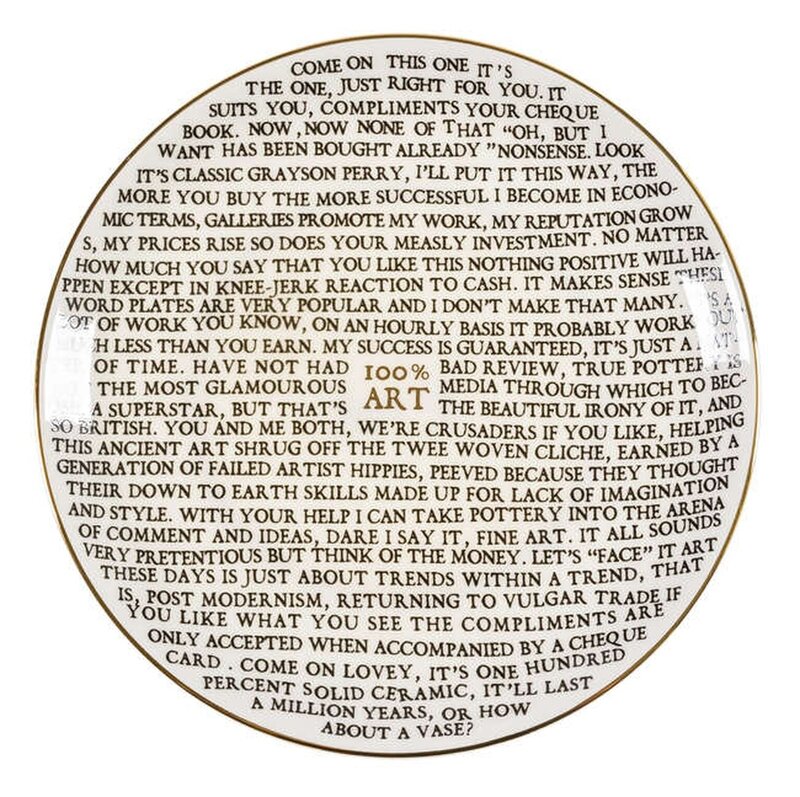 COME ON THIS ONE IT'S
THE ONE, JUST RIGHT FOR YOU. IT
SUITS YOU, COMPLIMENTS YOUR CHEQUE
BOOK. NOW , NOW NONE OF THAT "OH, BUT I
WANT HAS BEEN BOUGHT ALREADY "NONSENSE. LOOK
IT'S CLASSIC GRAYSON PERRY, I'LL PUT IT THIS WAY, THE
MORE YOU BUY THE MORE SUCCESSFUL I BECOME IN ECONO-
MIC TERMS, GALLERIES PROMOTE MY WORK, MY REPUTATION GROW
S, MY PRICES RISE SO DOES YOUR MEASLY INVESTMENT. NO MATTER
HOW MUCH YOU SAY THAT YOU LIKE THIS NOTHING POSITIVE WILL HA-
PPEN EXCEPT IN KNEE-JERK REACTION TO CASH. IT MAKES SENSE THESE
WORD PLATES ARE VERY POPULAR AND I DON'T MAKE THAT MANY. IT'S A
LOT OF WORK YOU KNOW, ON AN HOURLY BASIS IT PROBABLY WORK OUT
MUCH LESS THAN YOU EARN. MY SUCCESS IS GUARANTEED, IT'S JUST A MAT-
TER OF TIME. HAVE NOT HAD 100% BAD REVIEW, TRUE POTTERY IS
THE MOST GLAMOUROUS ART MEDIA THROUGH WHICH TO BEC-
A SUPERSTAR, BUT THAT'S THE BEAUTIFUL IRONY OF IT, AND
SO BRITISH. YOU AND ME BOTH, WE'RE CRUSADERS IF YOU LIKE, HELPING
THIS ANCIENT ART SHRUG OFF THE TWEE WOVEN CLICHE, EARNED BY A
GENERATION OF FAILED ARTIST HIPPIES, PEEVED BECAUSE THEY THOUGHT
THEIR DOWN TO EARTH SKILLS MADE UP FOR LACK OF IMAGINATION
AND STYLE. WITH YOUR HELP I CAN TAKE POTTERY INTO THE ARENA
OF COMMENT AND IDEAS, DARE I SAY IT, FINE ART. IT ALL SOUNDS
VERY PRETENTIOUS BUT THINK OF THE MONEY. LET'S "FACE" IT ART
THESE DAYS IS JUST ABOUT TRENDS WITHIN A TREND, THAT
IS, POST MODERNISM, RETURNING TO VULGAR TRADE IF
YOU LIKE WHAT YOU SEE THE COMPLIMENTS ARE
ONLY ACCEPTED WHEN ACCOMPANIED BY A CHEQUE
CARD . COME ON LOVEY, IT'S ONE HUNDRED
PERCENT SOLID CERAMIC, IT'LL LAST
A MILLION YEARS, OR HOW
ABOUT A VASE?